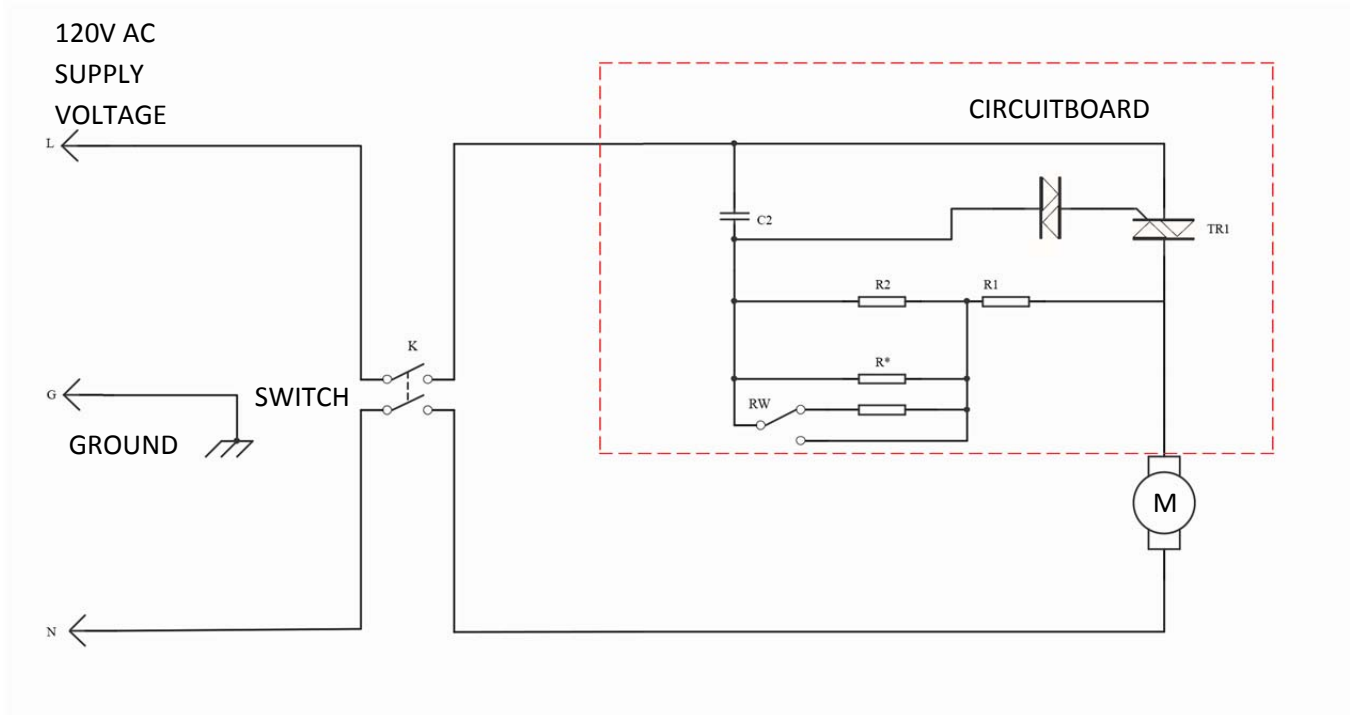 120V AC
SUPPLY
VOLTAGE
CIRCUITBOARD
L
C2
TR1
R2
R1
K
R*
G
SWITCH
RW
GROUND
M
N